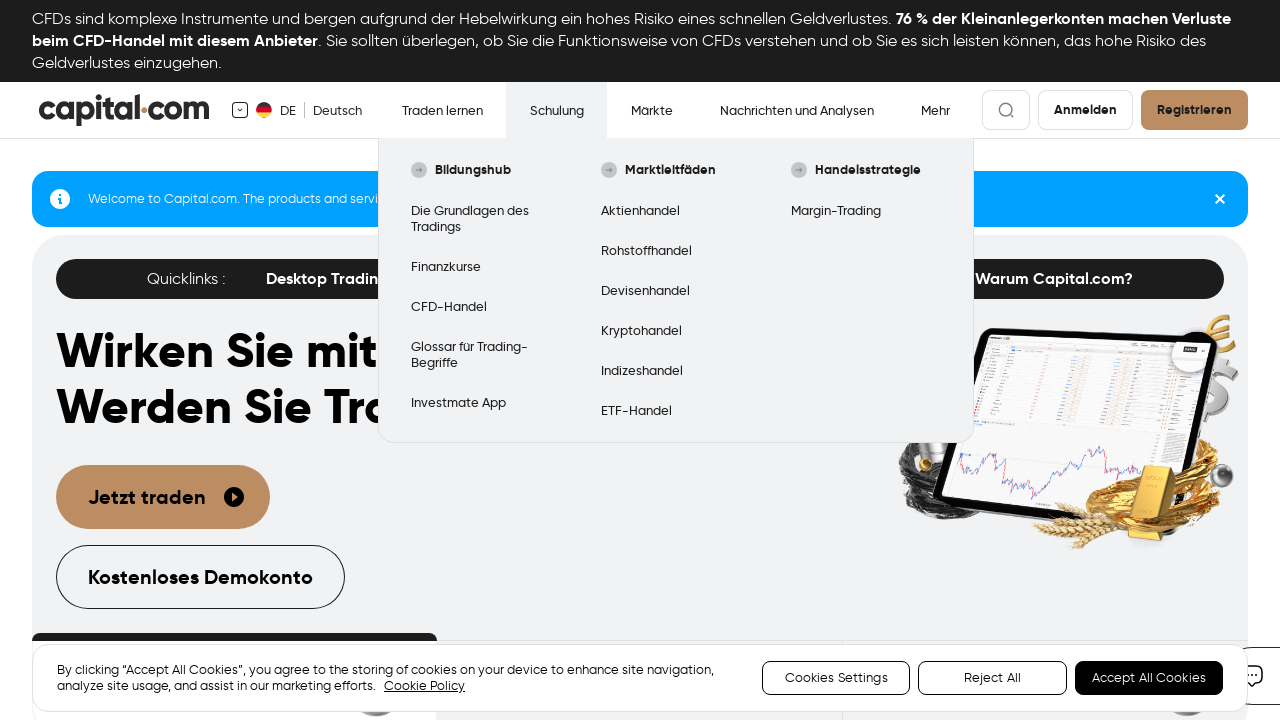 CFDs sind komplexe Instrumente und bergen aufgrund der Hebelwirkung ein hohes Risiko eines schnellen Geldverlustes. 76 % der Kleinanlegerkonten machen Verluste
beim CFD-Handel mit diesem Anbieter. Sie sollten überlegen, ob Sie die Funktionsweise von CFDs verstehen und ob Sie es sich leisten können, das hohe Risiko des
Geldverlustes einzugehen.
capital.com
DE Deutsch
Traden lernen
Schulung
Märkte
Nachrichten und Analysen
Mehr
Anmelden
Registrieren
Bildungshub
Die Grundlagen des
Tradings
Finanzkurse
CFD-Handel
Glossar für Trading-
Begriffe
Investmate App
Marktleitfäden
Aktienhandel
Rohstoffhandel
Devisenhandel
Kryptohandel
Indizeshandel
ETF-Handel
Handelsstrategie
Margin-Trading
Welcome to Capital.com. The products and servi
Quicklinks : Desktop Tradin Warum Capital.com?
Wirken Sie mit
Werden Sie Tra
Jetzt traden
Kostenloses Demokonto
By clicking “Accept All Cookies”, you agree to the storing of cookies on your device to enhance site navigation,
analyze site usage, and assist in our marketing efforts. Cookie Policy
Cookies Settings
Reject All
Accept All Cookies